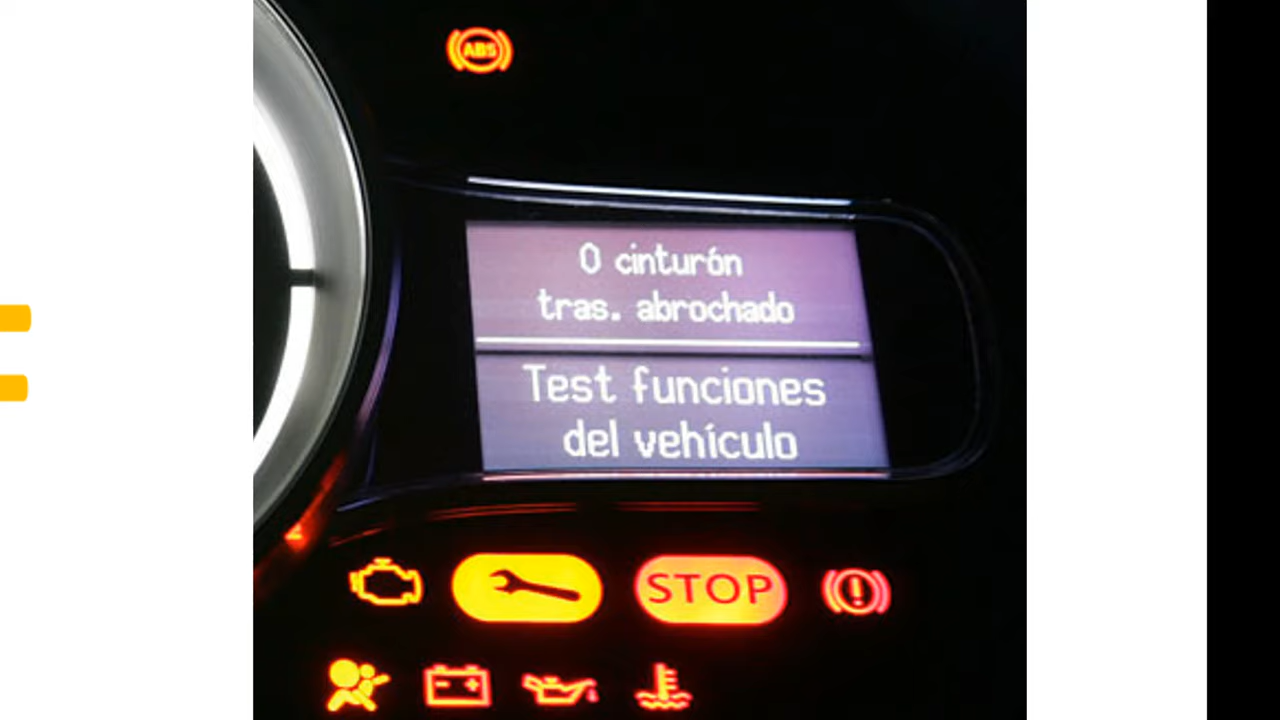 ABS
0 cinturón
tras. abrochado
Test funciones
del vehículo
STOP